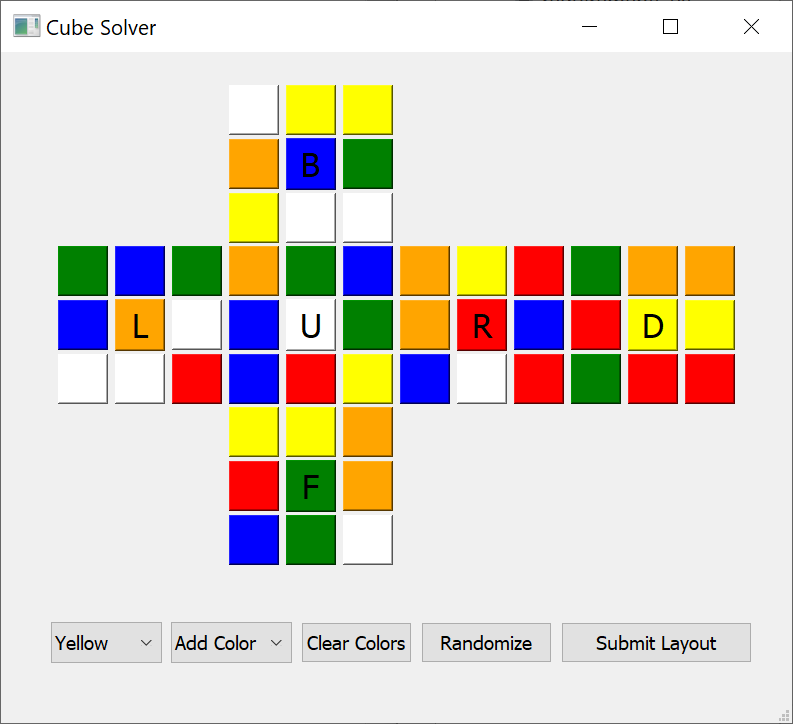 Cube Solver
B
L U R D
F
Yellow Add Color Clear Colors Randomize Submit Layout